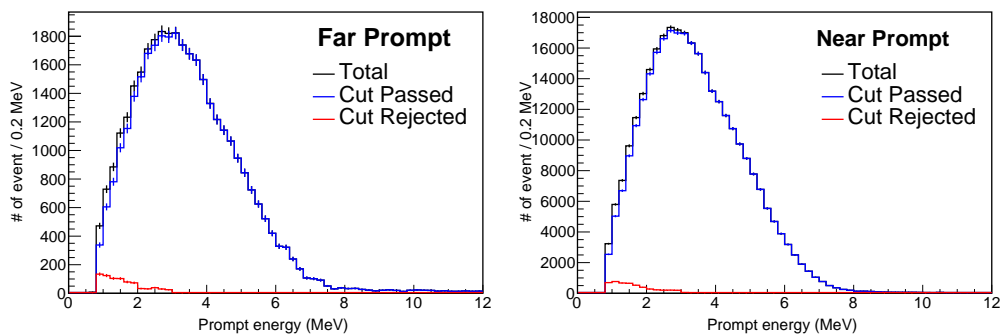 Far Prompt
Total
Cut Passed
Cut Rejected
# of event / 0.2 MeV
1800
1600
1400
1200
1000
800
600
400
200
0
0 2 4 6 8 10 12
Prompt energy (MeV)
Near Prompt
Total
Cut Passed
Cut Rejected
# of event / 0.2 MeV
18000
16000
14000
12000
10000
8000
6000
4000
2000
0
0 2 4 6 8 10 12
Prompt energy (MeV)